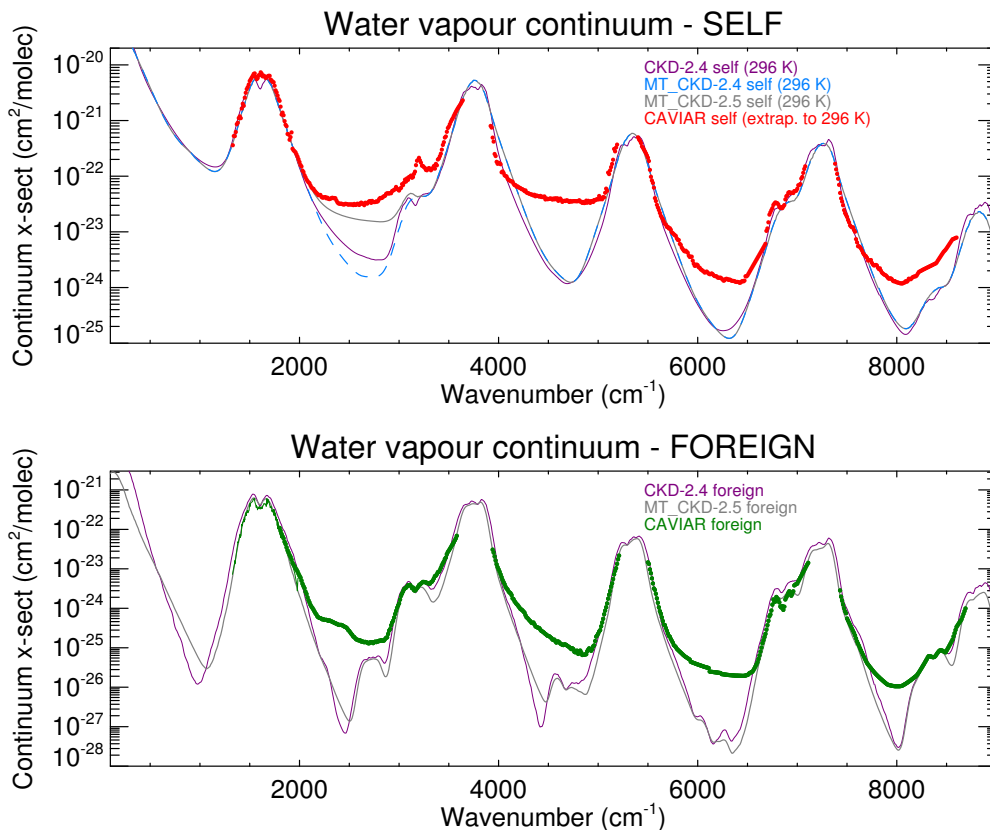 Water vapour continuum - SELF
Continuum x-sect (cm²/molec)
10⁻²⁰
10⁻²¹
10⁻²²
10⁻²³
10⁻²⁴
10⁻²⁵
CKD-2.4 self (296 K)
MT_CKD-2.4 self (296 K)
MT_CKD-2.5 self (296 K)
CAVIAR self (extrap. to 296 K)
2000 4000 6000 8000
Wavenumber (cm⁻¹)
Water vapour continuum - FOREIGN
Continuum x-sect (cm²/molec)
10⁻²¹
10⁻²²
10⁻²³
10⁻²⁴
10⁻²⁵
10⁻²⁶
10⁻²⁷
10⁻²⁸
CKD-2.4 foreign
MT_CKD-2.5 foreign
CAVIAR foreign
2000 4000 6000 8000
Wavenumber (cm⁻¹)